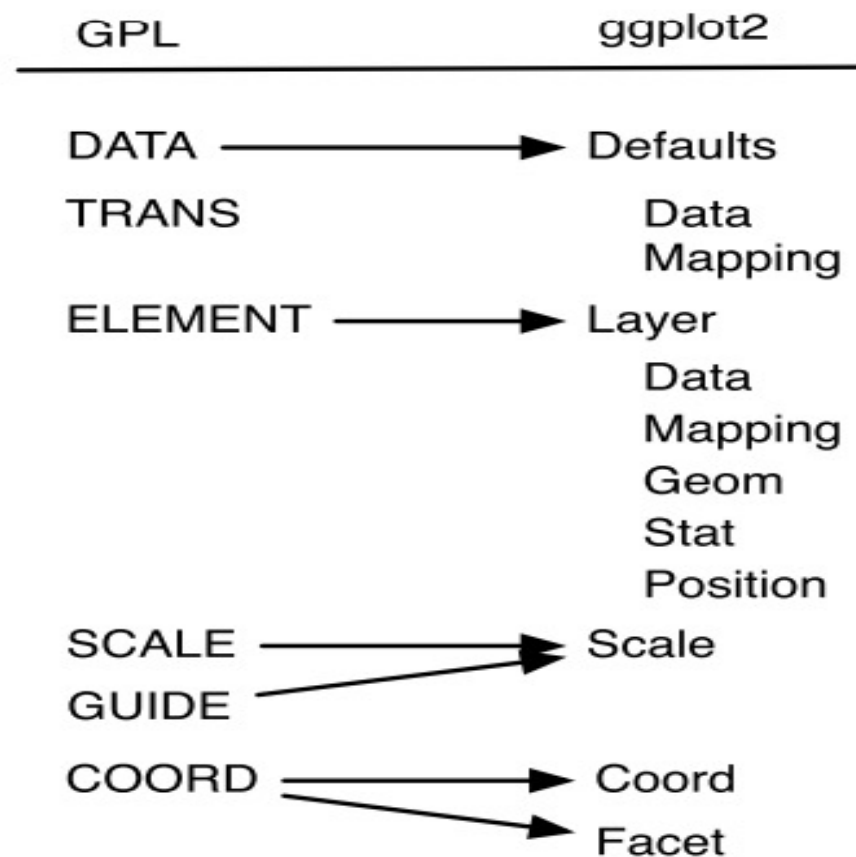 GPL ggplot2
DATA Defaults
TRANS Data
Mapping
ELEMENT Layer
Data
Mapping
Geom
Stat
Position
SCALE Scale
GUIDE
COORD Coord
Facet